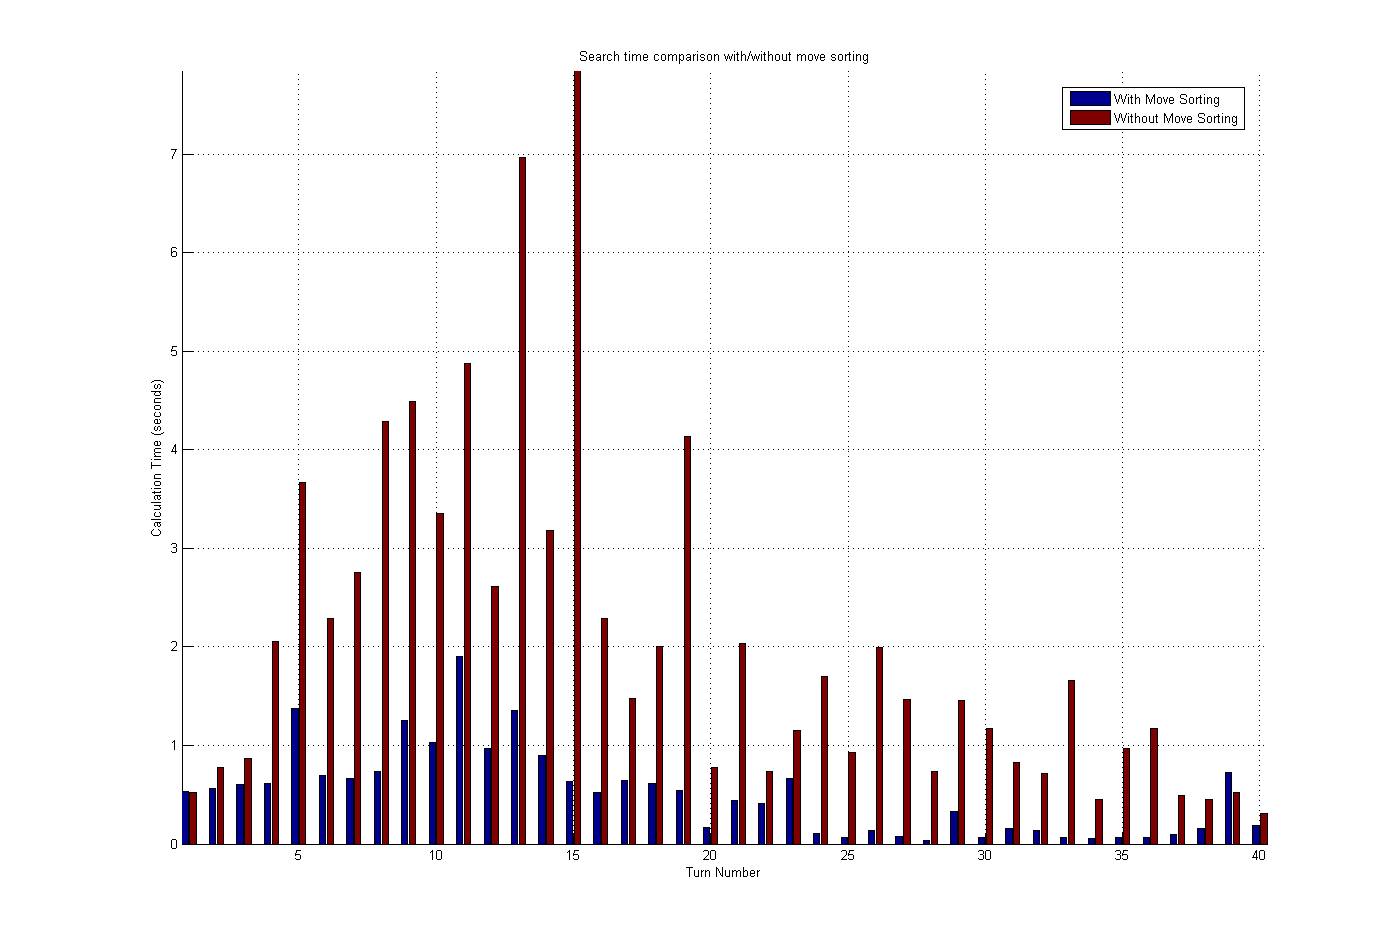 Search time comparison with/without move sorting
With Move Sorting
Without Move Sorting
7
6
5
4
3
2
1
0
Calculation Time (seconds)
5 10 15 20 25 30 35 40
Turn Number